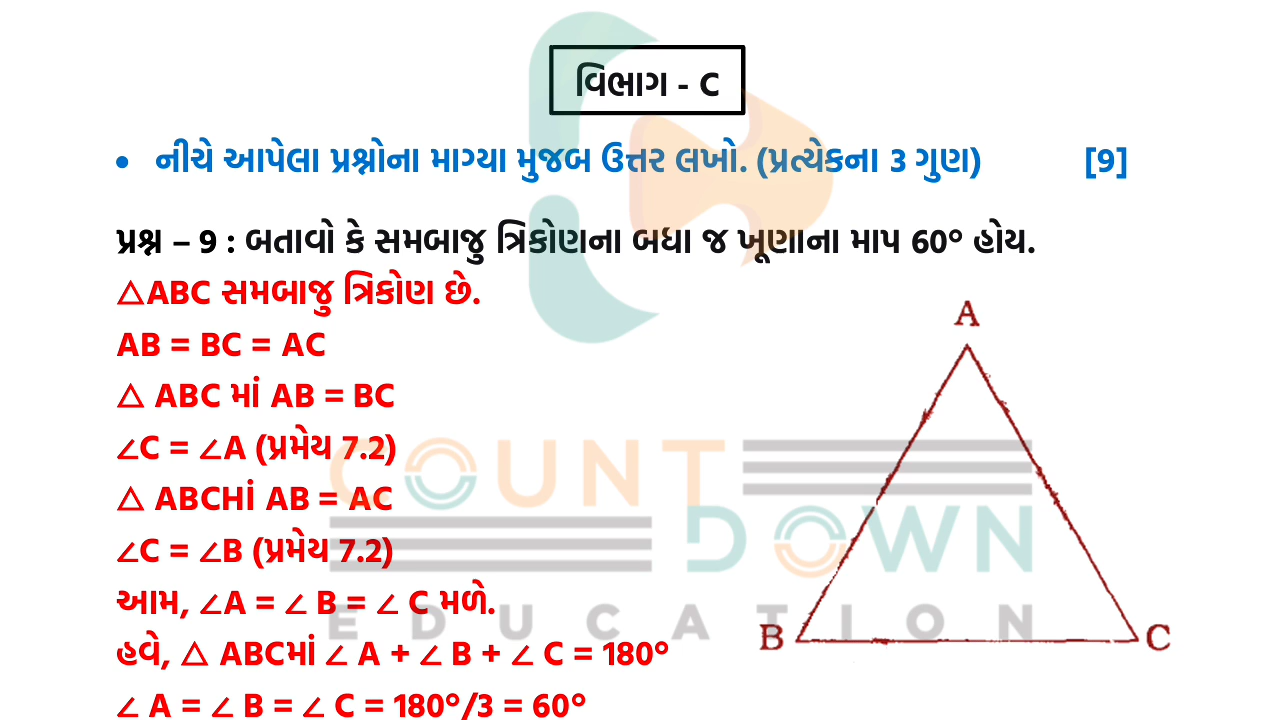 વિભાગ - C
• નીચે આપેલા પ્રશ્નોના માગ્યા મુજબ ઉત્તર લખો. (પ્રત્યેકના 3 ગુણ) [9]
પ્રશ્ન – 9 : બતાવો કે સમબાજુ ત્રિકોણના બધા જ ખૂણાના માપ 60° હોય.
△ABC સમબાજુ ત્રિકોણ છે.
AB = BC = AC
△ ABC માં AB = BC
∠C = ∠A (પ્રમેય 7.2)
△ ABCમાં AB = AC
∠C = ∠B (પ્રમેય 7.2)
આમ, ∠A = ∠ B = ∠ C મળે.
હવે, △ ABCમાં ∠ A + ∠ B + ∠ C = 180°
∠ A = ∠ B = ∠ C = 180°/3 = 60°
A
B C
COUNT
DOWN
EDUCATION